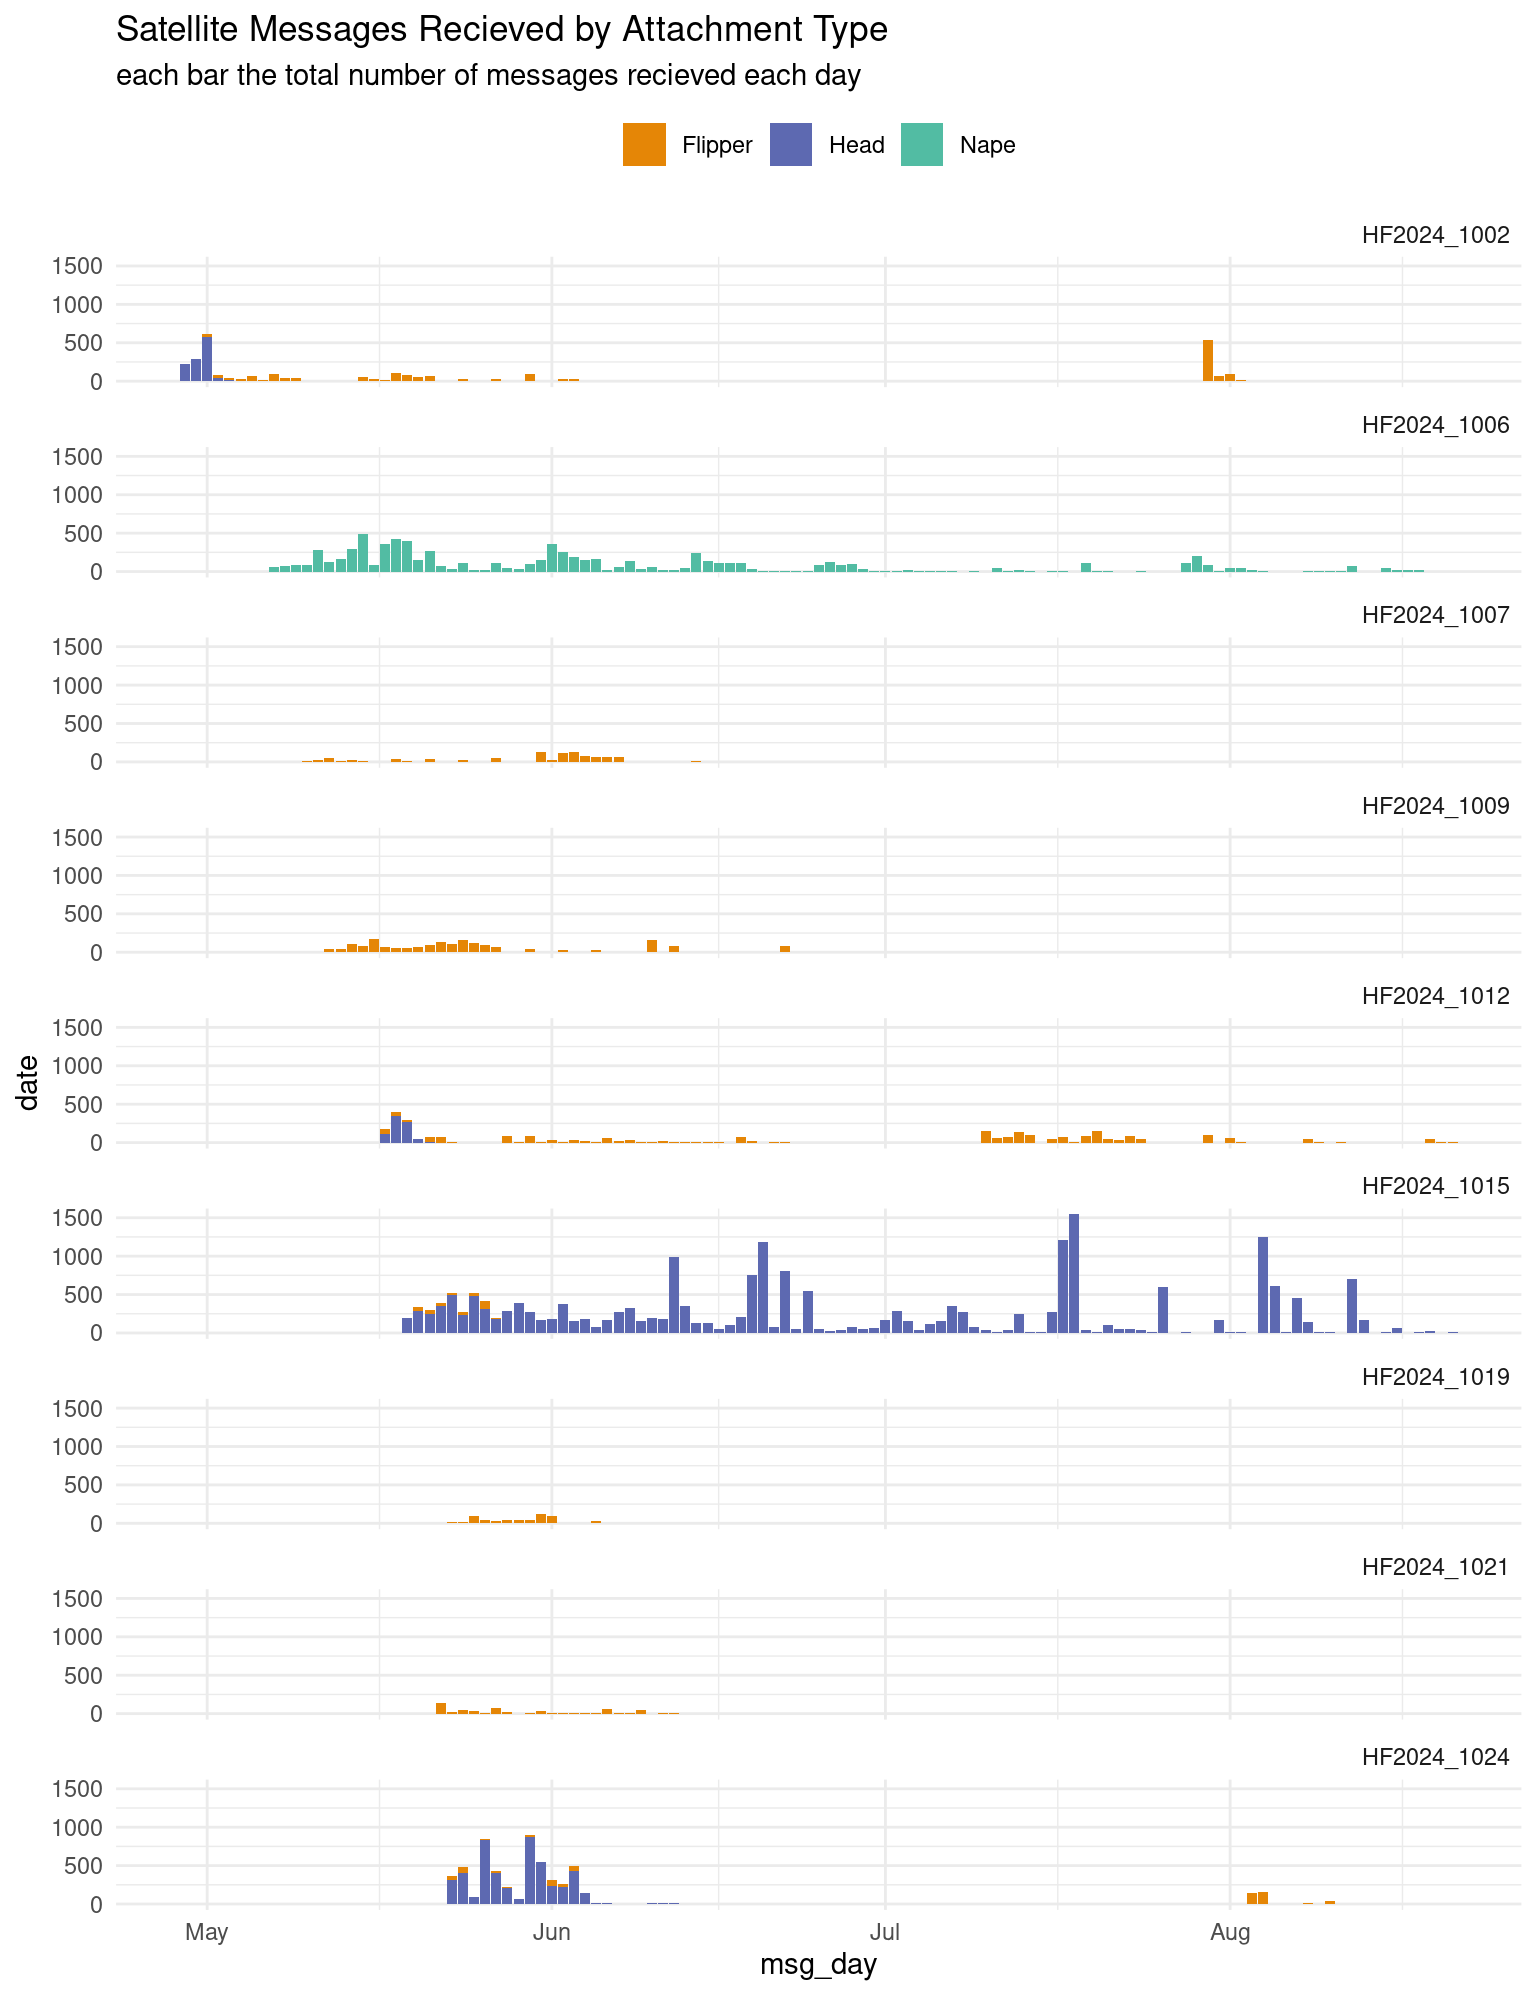 Satellite Messages Recieved by Attachment Type
each bar the total number of messages recieved each day
Flipper Head Nape
HF2024_1002
1500
1000
500
0
HF2024_1006
1500
1000
500
0
HF2024_1007
1500
1000
500
0
HF2024_1009
1500
1000
500
0
HF2024_1012
1500
1000
500
0
date
HF2024_1015
1500
1000
500
0
HF2024_1019
1500
1000
500
0
HF2024_1021
1500
1000
500
0
HF2024_1024
1500
1000
500
0
May Jun Jul Aug
msg_day